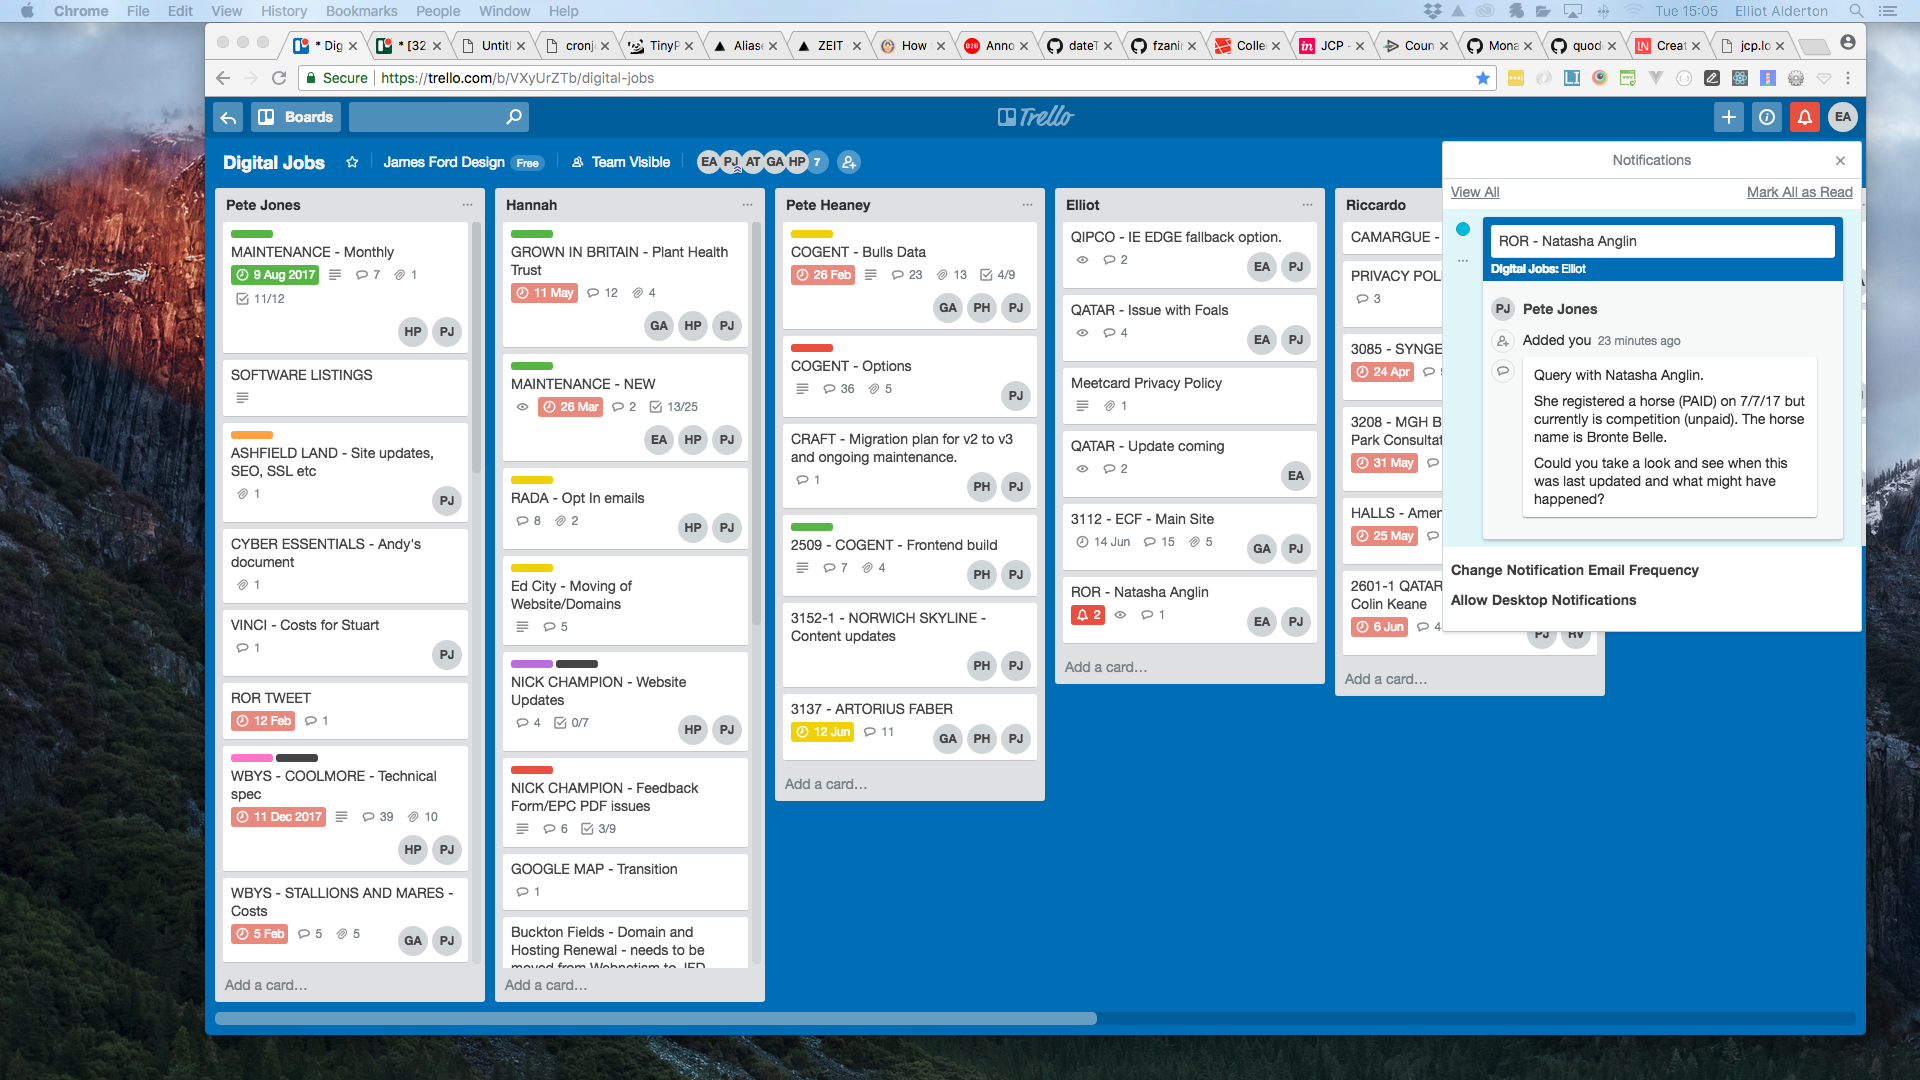 Chrome File Edit View History Bookmarks People Window Help
Tue 15:05 Elliot Alderton
* Dig
* [32
Untitl
cronj
TinyP
Aliase
ZEIT -
How
Anno
dateT
fzani
Colle
JCP -
Coun
Mona
quod
Creat
jcp.lo
Secure https://trello.com/b/VXyUrZTb/digital-jobs
Boards
Trello
EA
Digital Jobs
James Ford Design Free
Team Visible
EA PJ AT GA HP 7
Pete Jones
MAINTENANCE - Monthly
9 Aug 2017 7 1
11/12
HP PJ
SOFTWARE LISTINGS
ASHFIELD LAND - Site updates,
SEO, SSL etc
1
PJ
CYBER ESSENTIALS - Andy's
document
1
VINCI - Costs for Stuart
1
PJ
ROR TWEET
12 Feb 1
WBYS - COOLMORE - Technical
spec
11 Dec 2017 39 10
HP PJ
WBYS - STALLIONS AND MARES -
Costs
5 Feb 5 5
GA PJ
Add a card…
Hannah
GROWN IN BRITAIN - Plant Health
Trust
11 May 12 4
GA HP PJ
MAINTENANCE - NEW
26 Mar 2 13/25
EA HP PJ
RADA - Opt In emails
8 2
HP PJ
Ed City - Moving of
Website/Domains
5
NICK CHAMPION - Website
Updates
4 0/7
HP PJ
NICK CHAMPION - Feedback
Form/EPC PDF issues
6 3/9
GOOGLE MAP - Transition
1
Buckton Fields - Domain and
Hosting Renewal - needs to be
moved from Webnetism to JFD
Add a card…
Pete Heaney
COGENT - Bulls Data
26 Feb 23 13 4/9
GA PH PJ
COGENT - Options
36 5
PJ
CRAFT - Migration plan for v2 to v3
and ongoing maintenance.
1
PH PJ
2509 - COGENT - Frontend build
7 4
PH PJ
3152-1 - NORWICH SKYLINE -
Content updates
PH PJ
3137 - ARTORIUS FABER
12 Jun 11
GA PH PJ
Add a card…
Elliot
QIPCO - IE EDGE fallback option.
2
EA PJ
QATAR - Issue with Foals
4
EA PJ
Meetcard Privacy Policy
1
QATAR - Update coming
2
EA
3112 - ECF - Main Site
14 Jun 15 5
GA PJ
ROR - Natasha Anglin
2 1
EA PJ
Add a card…
Riccardo
CAMARGUE -
PRIVACY POL
3
3085 - SYNGE
24 Apr
3208 - MGH B
Park Consultat
31 May
HALLS - Amer
25 May
2601-1 QATAR
Colin Keane
6 Jun 4
PJ RV
Add a card…
Notifications
View All Mark All as Read
ROR - Natasha Anglin
Digital Jobs: Elliot
PJ Pete Jones
Added you 23 minutes ago
Query with Natasha Anglin.
She registered a horse (PAID) on 7/7/17 but
currently is competition (unpaid). The horse
name is Bronte Belle.
Could you take a look and see when this
was last updated and what might have
happened?
Change Notification Email Frequency
Allow Desktop Notifications